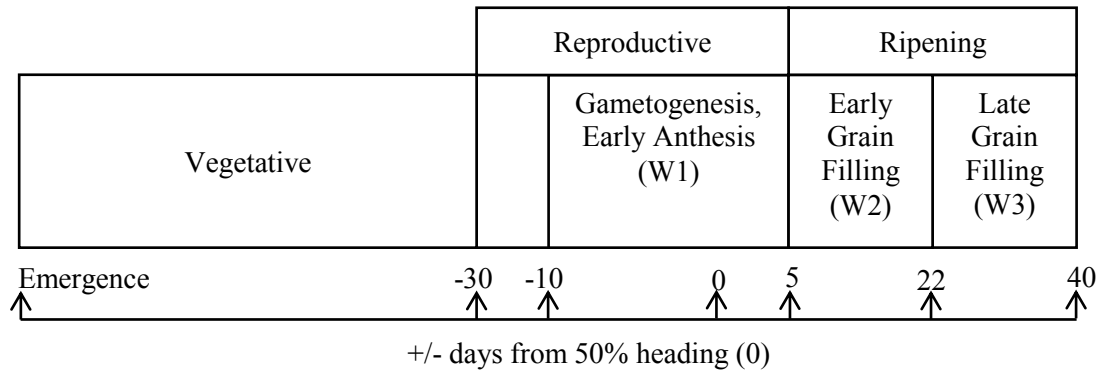 Reproductive
Ripening
Vegetative
Gametogenesis,
Early Anthesis
(W1)
Early
Grain
Filling
(W2)
Late
Grain
Filling
(W3)
Emergence
-30
-10
0
5
22
40
+/- days from 50% heading (0)